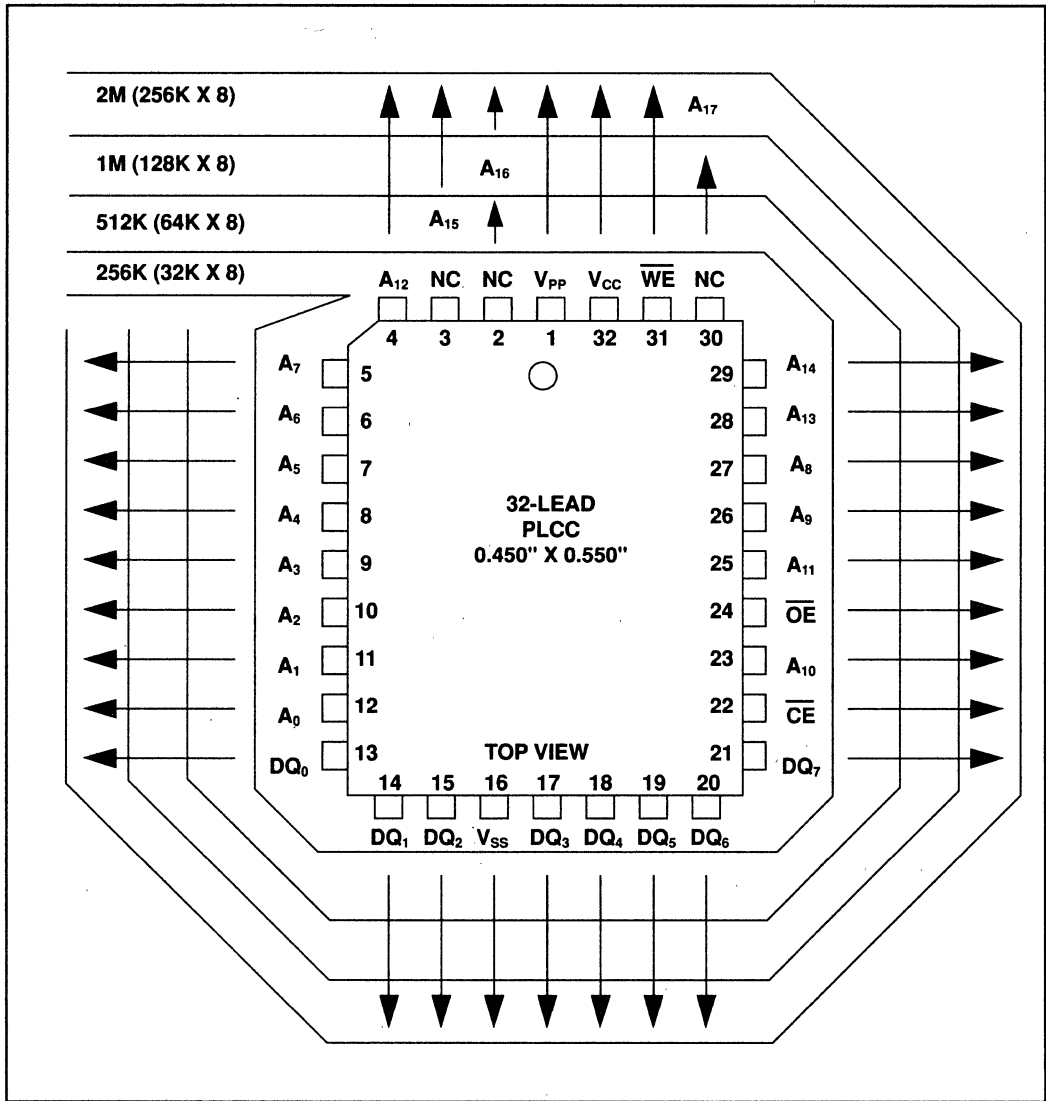 2M (256K X 8)
A17
1M (128K X 8)
A16
512K (64K X 8)
A15
256K (32K X 8)
A12 NC NC VPP VCC W̅E̅ NC
4 3 2 1 32 31 30
A7 5 29 A14
A6 6 28 A13
A5 7 27 A8
A4 8 26 A9
A3 9 25 A11
A2 10 24 O̅E̅
A1 11 23 A10
A0 12 22 C̅E̅
DQ0 13 21 DQ7
32-LEAD
PLCC
0.450" X 0.550"
TOP VIEW
14 15 16 17 18 19 20
DQ1 DQ2 VSS DQ3 DQ4 DQ5 DQ6